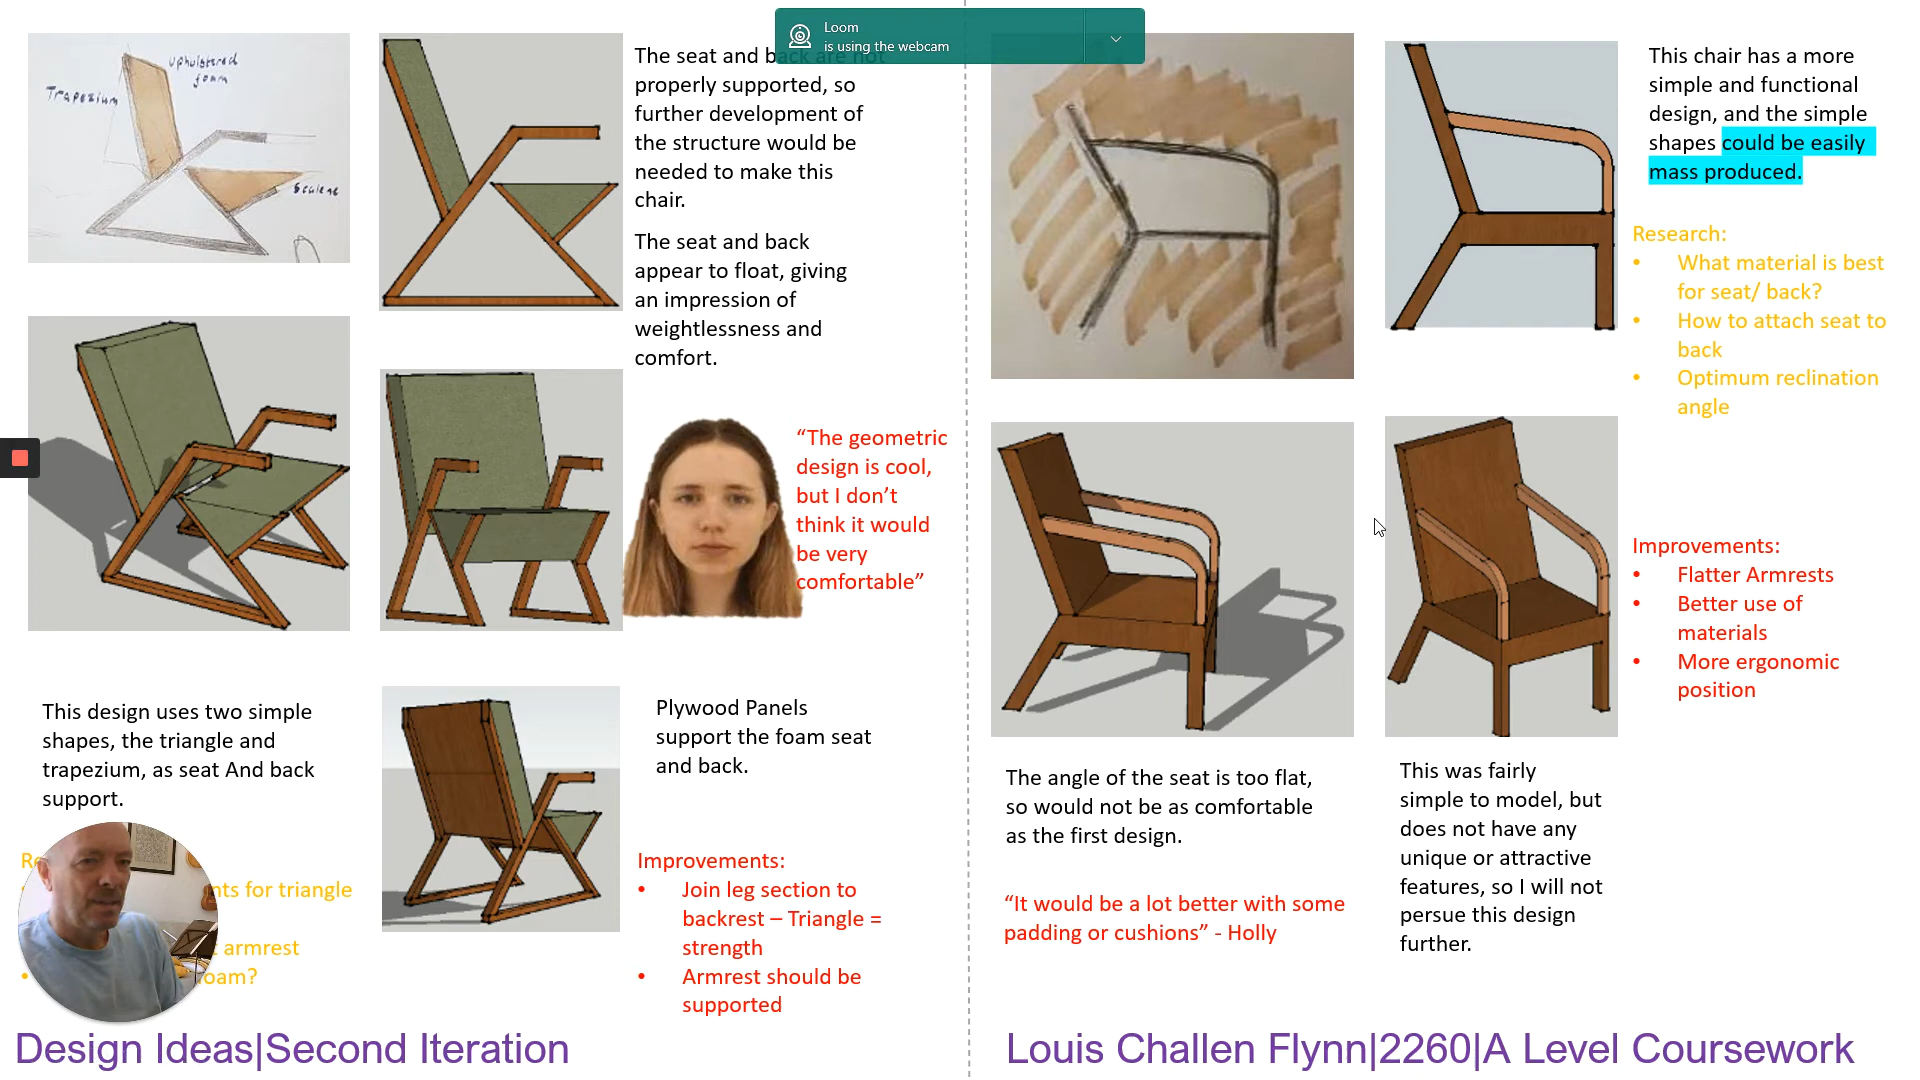 Loom
is using the webcam
Upholstered
foam
Trapezium
Scalene
The seat and back are not
properly supported, so
further development of
the structure would be
needed to make this
chair.
The seat and back
appear to float, giving
an impression of
weightlessness and
comfort.
“The geometric
design is cool,
but I don’t
think it would
be very
comfortable”
This design uses two simple
shapes, the triangle and
trapezium, as seat And back
support.
Plywood Panels
support the foam seat
and back.
for triangle
armrest
Improvements:
• Join leg section to
backrest – Triangle =
strength
• Armrest should be
supported
This chair has a more
simple and functional
design, and the simple
shapes could be easily
mass produced.
Research:
• What material is best
for seat/ back?
• How to attach seat to
back
• Optimum reclination
angle
Improvements:
• Flatter Armrests
• Better use of
materials
• More ergonomic
position
The angle of the seat is too flat,
so would not be as comfortable
as the first design.
“It would be a lot better with some
padding or cushions” - Holly
This was fairly
simple to model, but
does not have any
unique or attractive
features, so I will not
persue this design
further.
Design Ideas|Second Iteration
Louis Challen Flynn|2260|A Level Coursework